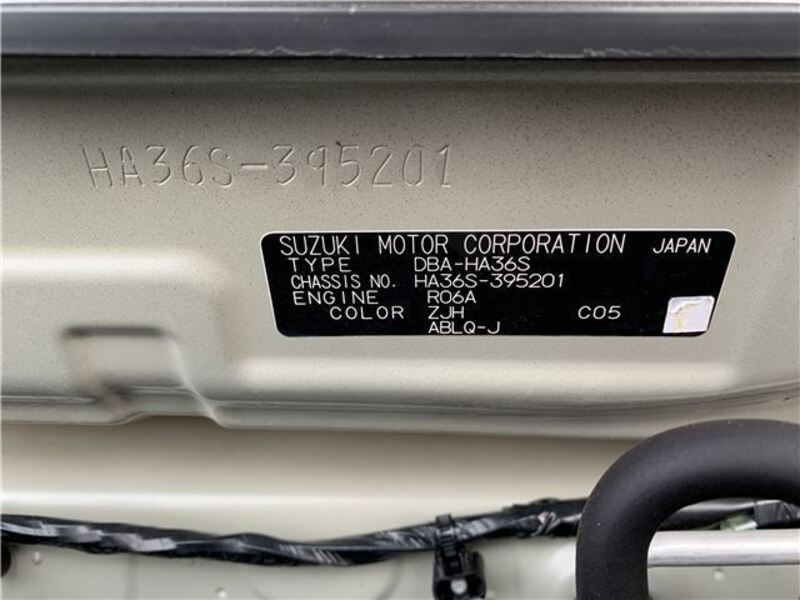 HA36S-395201
SUZUKI MOTOR CORPORATION JAPAN
TYPE DBA-HA36S
CHASSIS NO. HA36S-395201
ENGINE R06A
COLOR ZJH C05
ABLQ-J